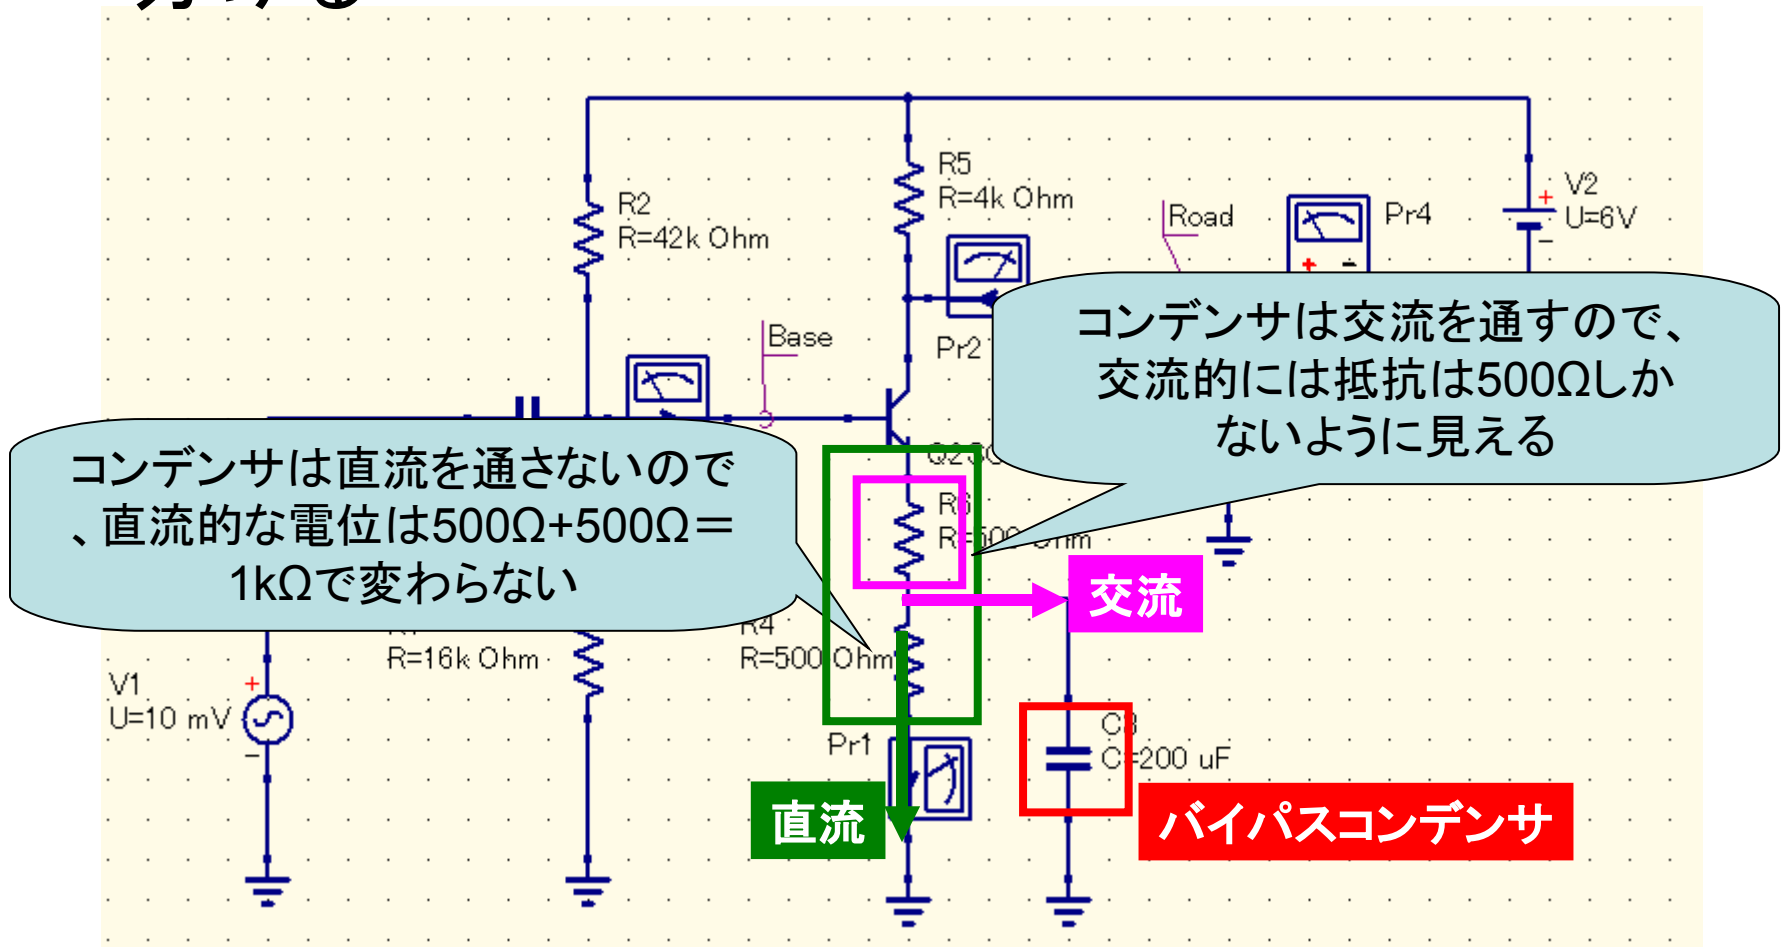 R5
R=4k Ohm
R2
R=42k Ohm
Road
Pr4
V2
U=6V
Base
Pr2
コンデンサは交流を通すので、
交流的には抵抗は500Ωしか
ないように見える
コンデンサは直流を通さないので
、直流的な電位は500Ω+500Ω＝
1kΩで変わらない
R6
R=500 Ohm
交流
R4
R=500 Ohm
R=16k Ohm
V1
U=10 mV
Pr1
C3
C=200 uF
直流
バイパスコンデンサ